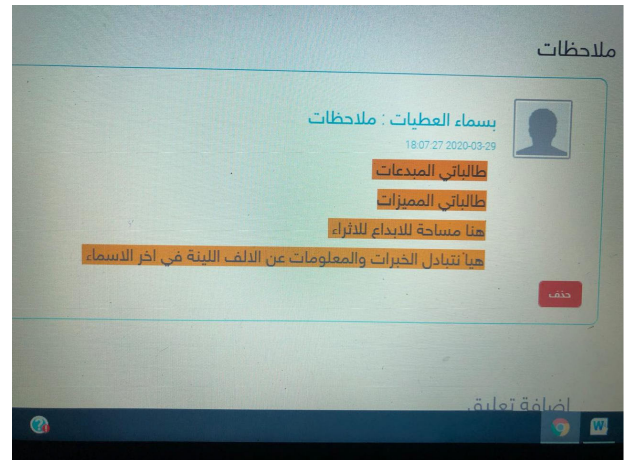 ملاحظات
بسماء العطيات : ملاحظات
18:07:27 2020-03-29
طالباتي المبدعات
طالباتي المميزات
هنا مساحة للابداع للاثراء
هيا نتبادل الخبرات والمعلومات عن الالف اللينة في اخر الاسماء
حذف
اضافة تعليق